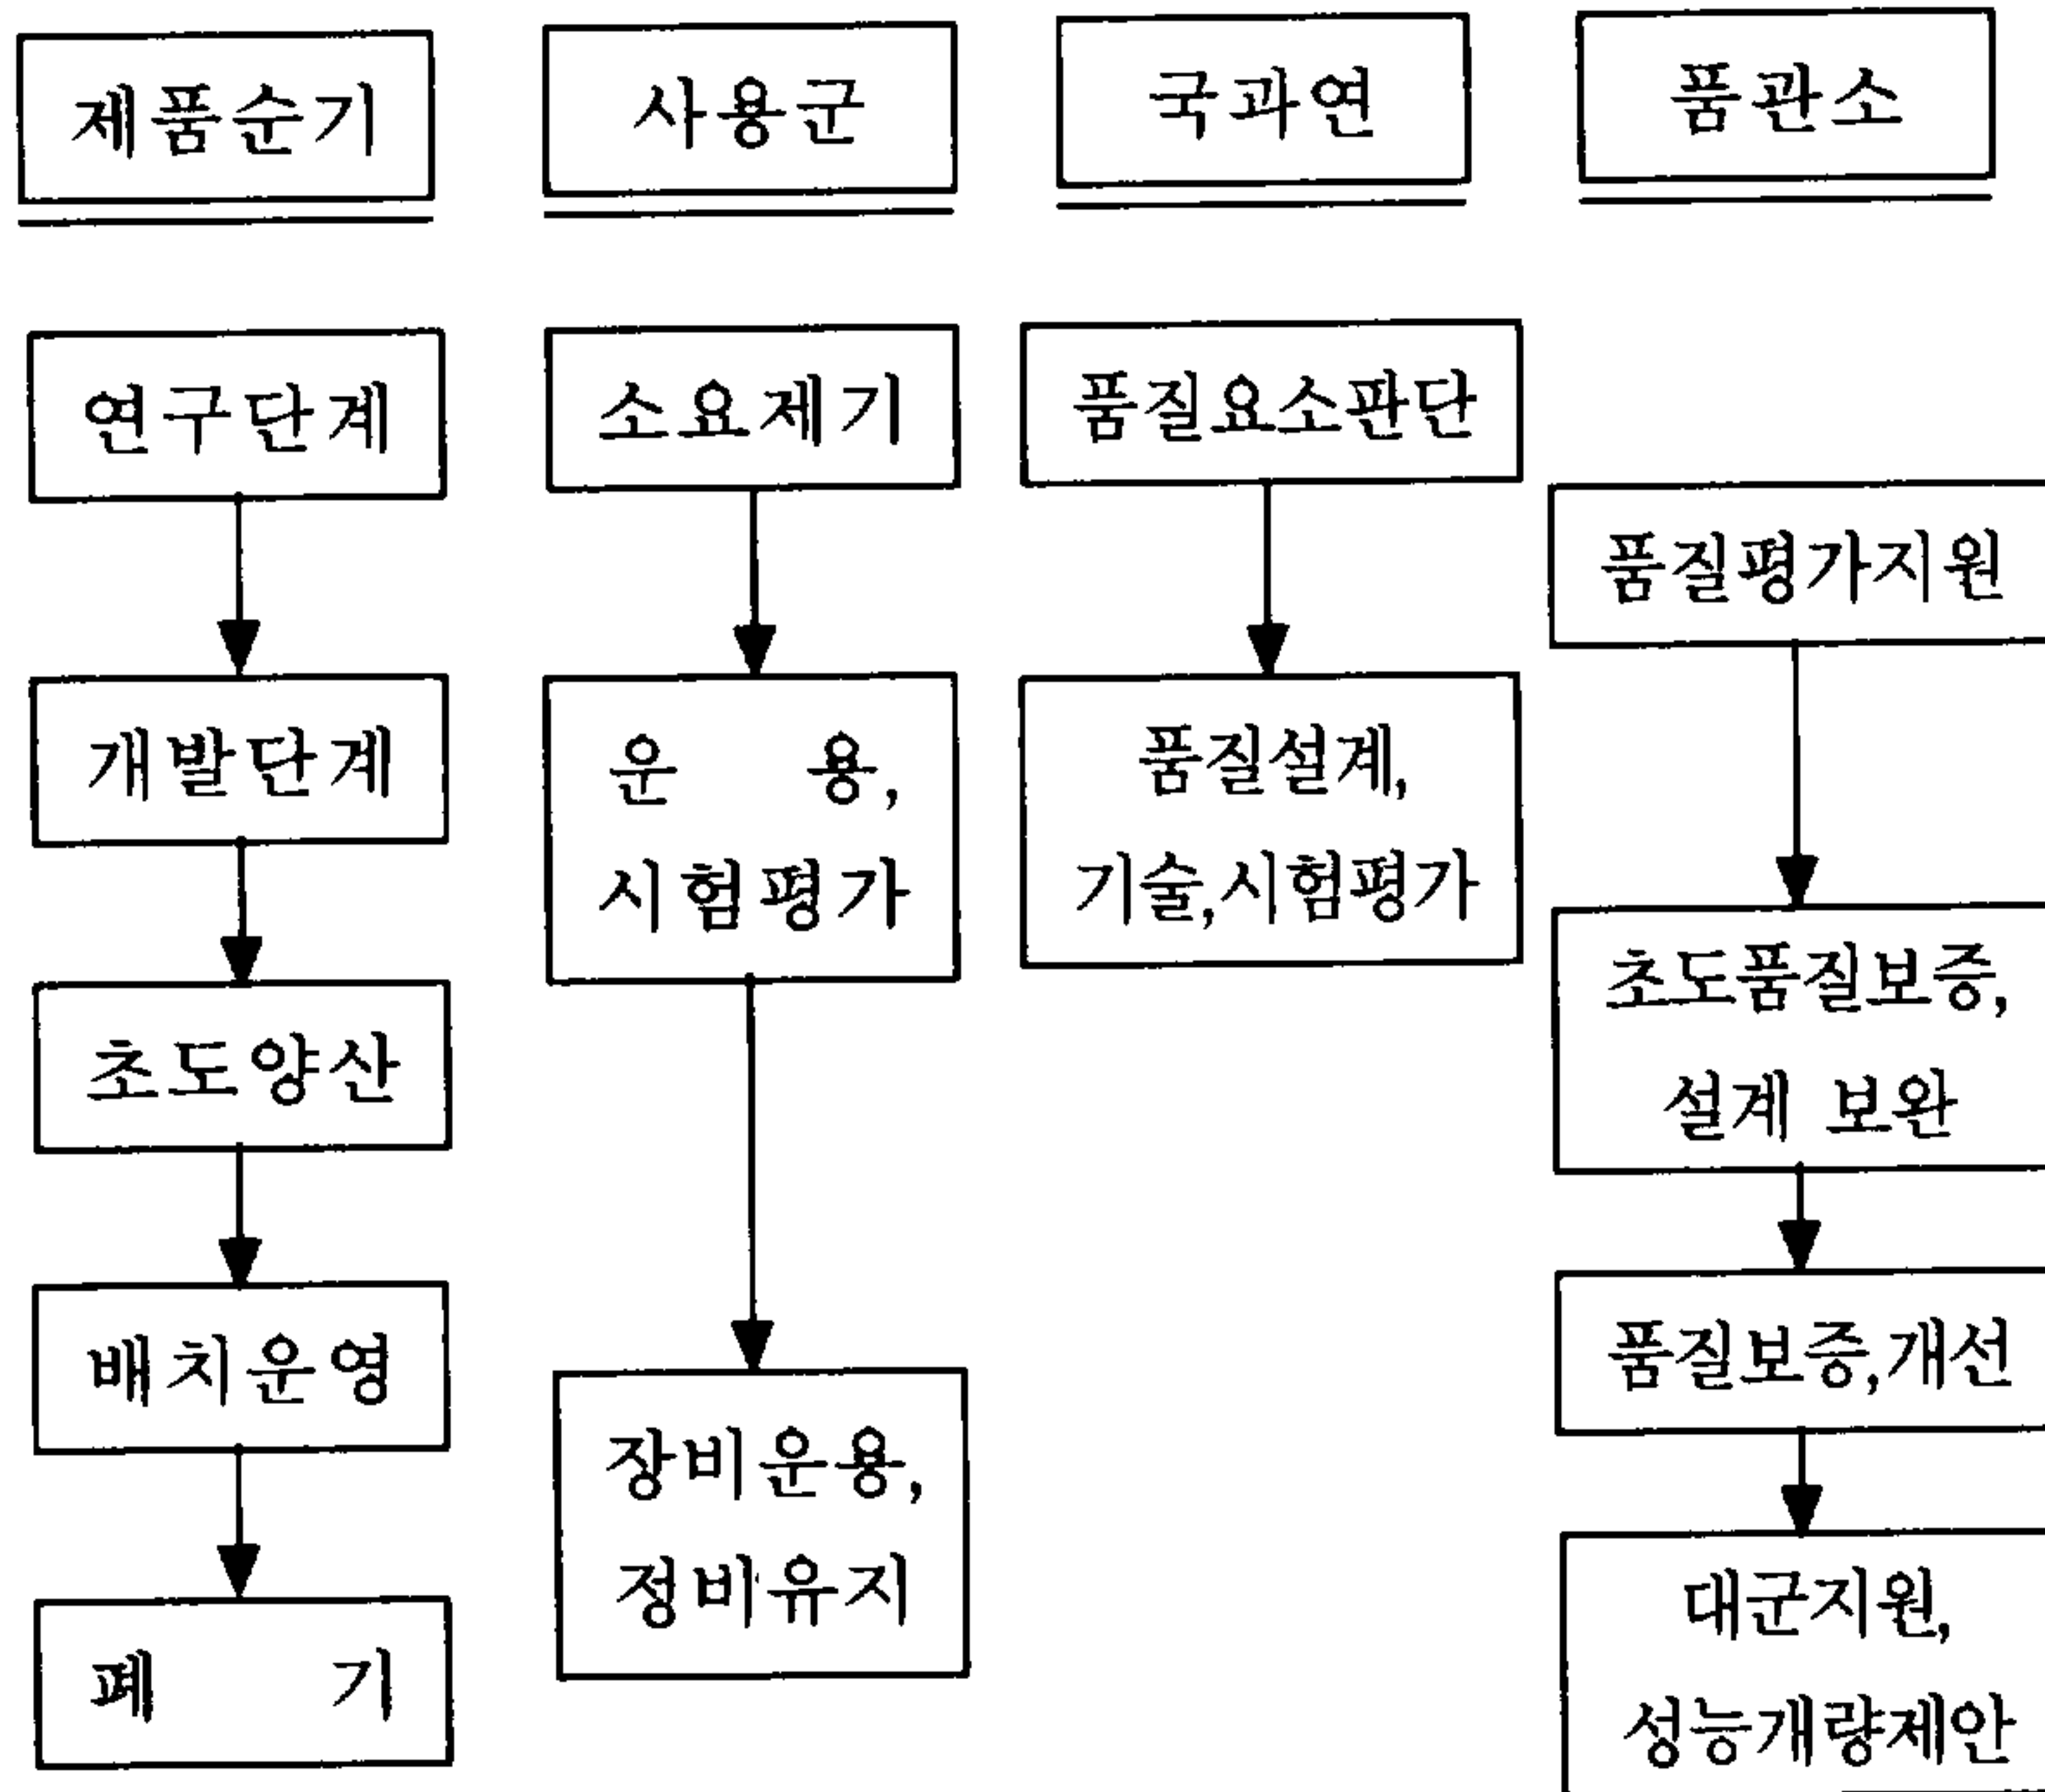 제품순기
사용군
국과연
품관소
연구단계
소요제기
품질요소판단
품질평가지원
개발단계
운 용,
시험평가
품질설계,
기술,시험평가
초도양산
초도품질보증,
설계 보완
배치운영
장비운용,
정비유지
품질보증,개선
폐 기
대군지원,
성능개량제안